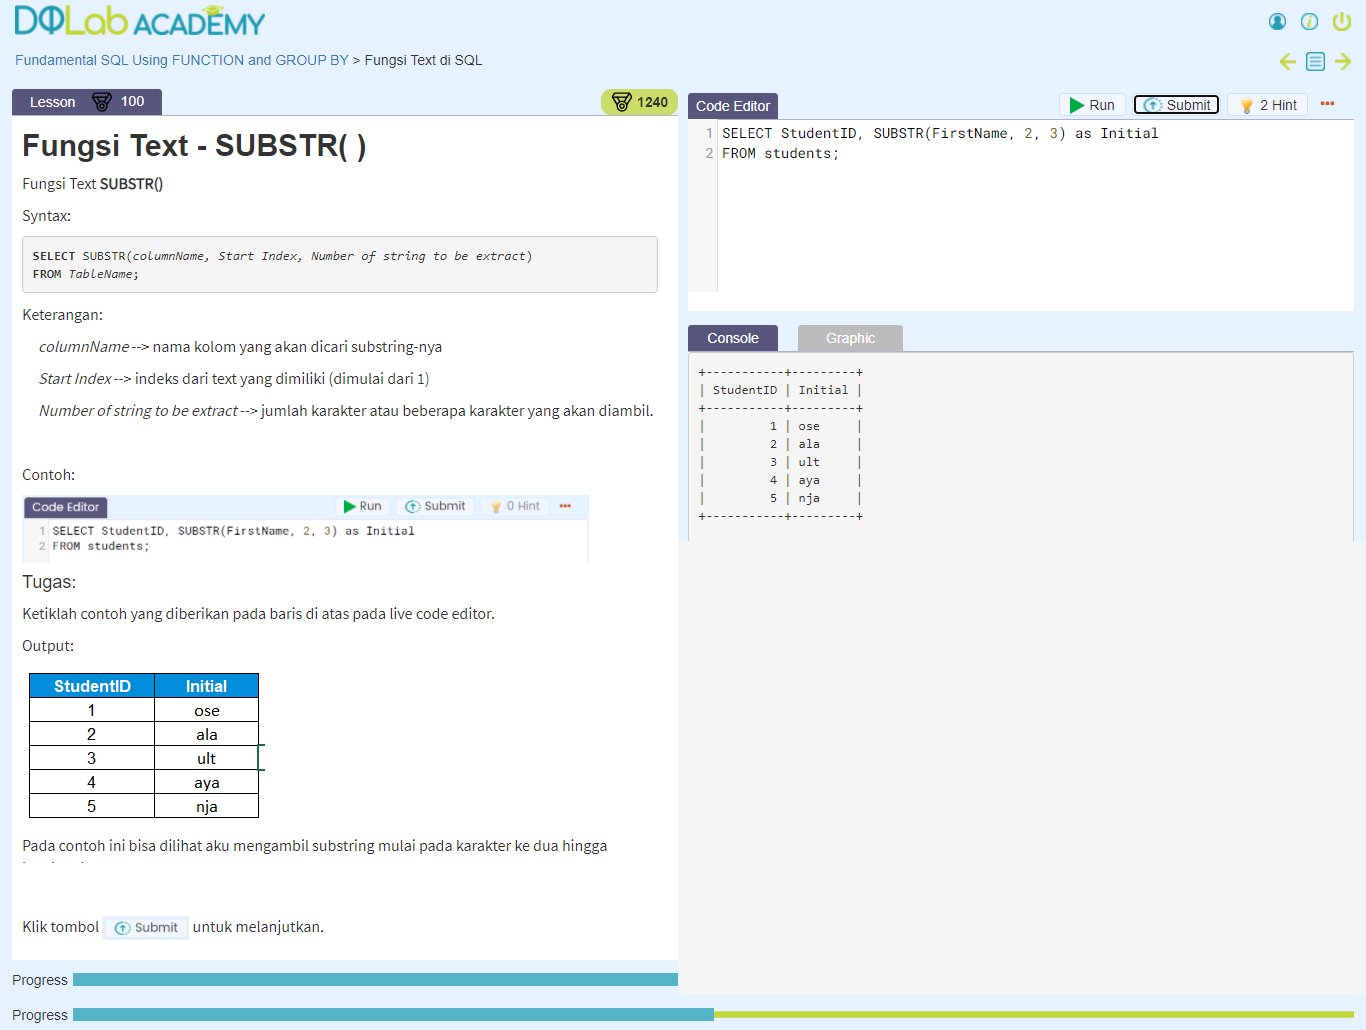 DQLab ACADEMY
Fundamental SQL Using FUNCTION and GROUP BY > Fungsi Text di SQL
Lesson 100
1240
Fungsi Text - SUBSTR( )
Fungsi Text SUBSTR()
Syntax:
SELECT SUBSTR(columnName, Start Index, Number of string to be extract)
FROM TableName;
Keterangan:
columnName --> nama kolom yang akan dicari substring-nya
Start Index --> indeks dari text yang dimiliki (dimulai dari 1)
Number of string to be extract --> jumlah karakter atau beberapa karakter yang akan diambil.
Contoh:
Code Editor Run Submit 0 Hint
1 SELECT StudentID, SUBSTR(FirstName, 2, 3) as Initial
2 FROM students;
Tugas:
Ketiklah contoh yang diberikan pada baris di atas pada live code editor.
Output:
StudentID Initial
1 ose
2 ala
3 ult
4 aya
5 nja
Pada contoh ini bisa dilihat aku mengambil substring mulai pada karakter ke dua hingga
Klik tombol Submit untuk melanjutkan.
Progress
Progress
Code Editor Run Submit 2 Hint
1 SELECT StudentID, SUBSTR(FirstName, 2, 3) as Initial
2 FROM students;
Console Graphic
+-----------+---------+
| StudentID | Initial |
+-----------+---------+
| 1 | ose |
| 2 | ala |
| 3 | ult |
| 4 | aya |
| 5 | nja |
+-----------+---------+